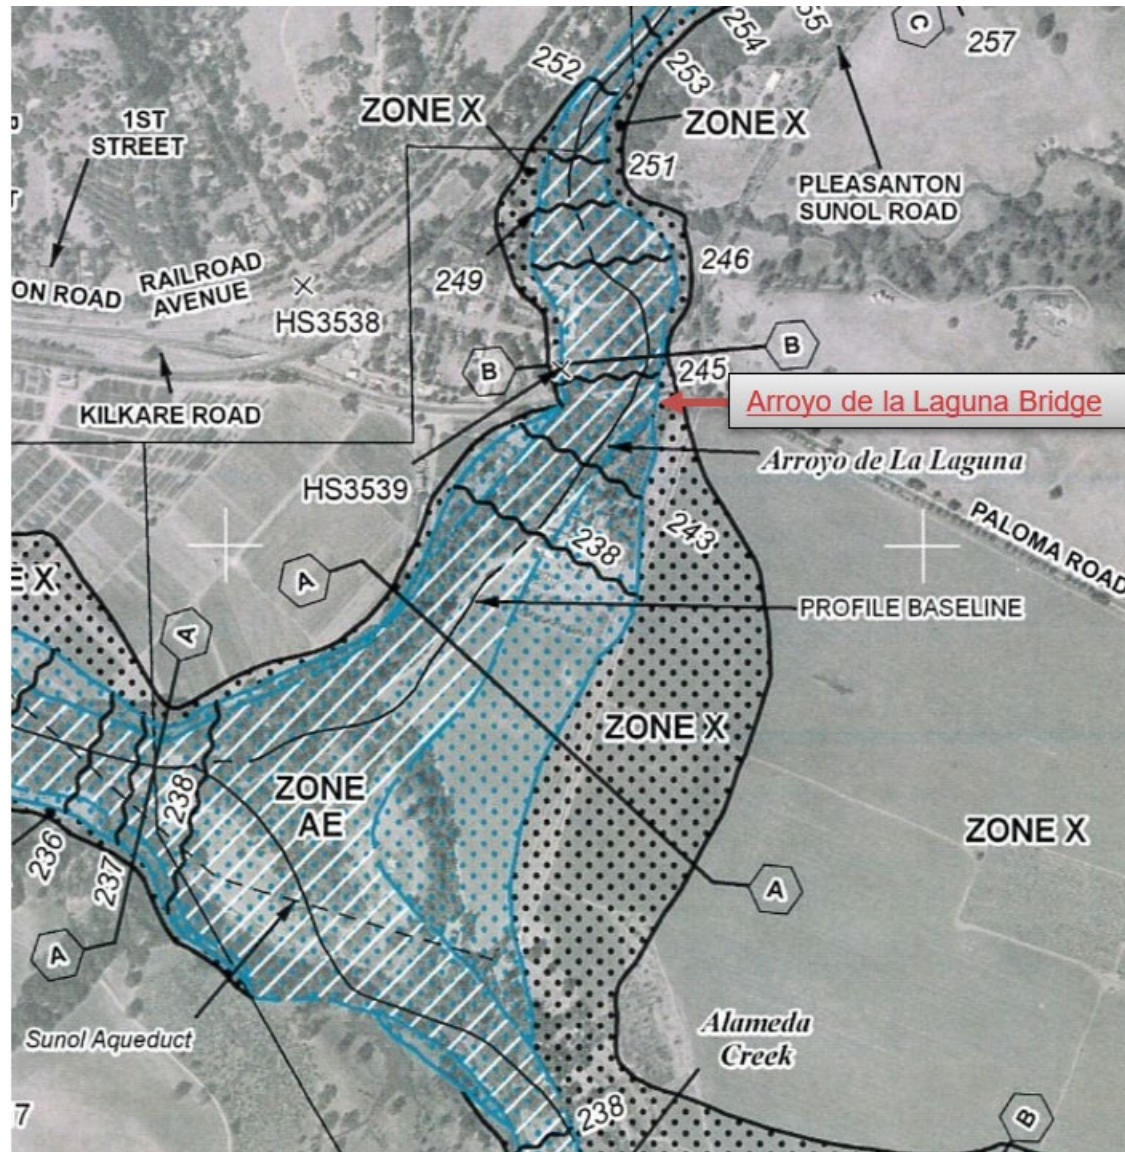 254
55
C
257
252
253
ZONE X
ZONE X
1ST
STREET
251
PLEASANTON
SUNOL ROAD
249
246
ON ROAD
RAILROAD
AVENUE
HS3538
B
B
245
KILKARE ROAD
Arroyo de la Laguna Bridge
Arroyo de La Laguna
HS3539
243
238
PALOMA ROAD
E X
A
PROFILE BASELINE
A
ZONE X
ZONE
AE
238
ZONE X
236
237
A
A
Sunol Aqueduct
Alameda
Creek
238
B
7